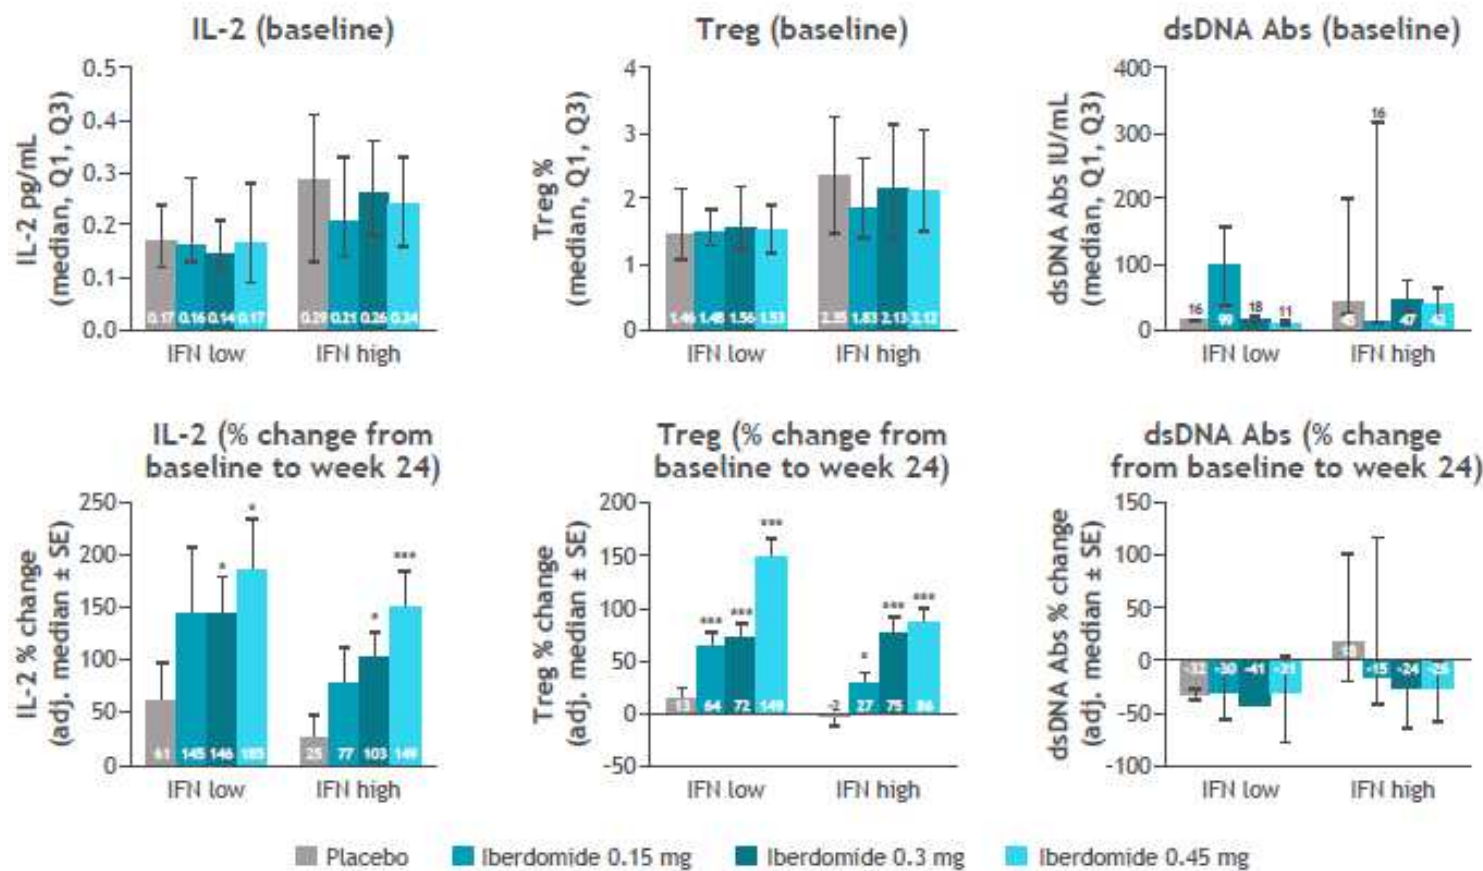 IL-2 (baseline)
IL-2 pg/mL
(median, Q1, Q3)
0.5
0.4
0.3
0.2
0.1
0.0
0.17 0.16 0.14 0.17
0.29 0.21 0.26 0.24
IFN low IFN high
Treg (baseline)
Treg %
(median, Q1, Q3)
4
3
2
1
0
1.46 1.48 1.56 1.53
2.35 1.83 2.13 2.12
IFN low IFN high
dsDNA Abs (baseline)
dsDNA Abs IU/mL
(median, Q1, Q3)
400
300
200
100
0
16 99 18 11
16 47
IFN low IFN high
IL-2 (% change from
baseline to week 24)
IL-2 % change
(adj. median ± SE)
250
200
150
100
50
0
61 145 146 185
25 77 103 149
* *
* ***
IFN low IFN high
Treg (% change from
baseline to week 24)
Treg % change
(adj. median ± SE)
200
150
100
50
0
-50
13 64 72 149
-2 27 75 86
*** *** ***
* *** ***
IFN low IFN high
dsDNA Abs (% change
from baseline to week 24)
dsDNA Abs % change
(adj. median ± SE)
150
100
50
0
-50
-100
-32 -30 -41
-15 -24
IFN low IFN high
Placebo Iberdomide 0.15 mg Iberdomide 0.3 mg Iberdomide 0.45 mg